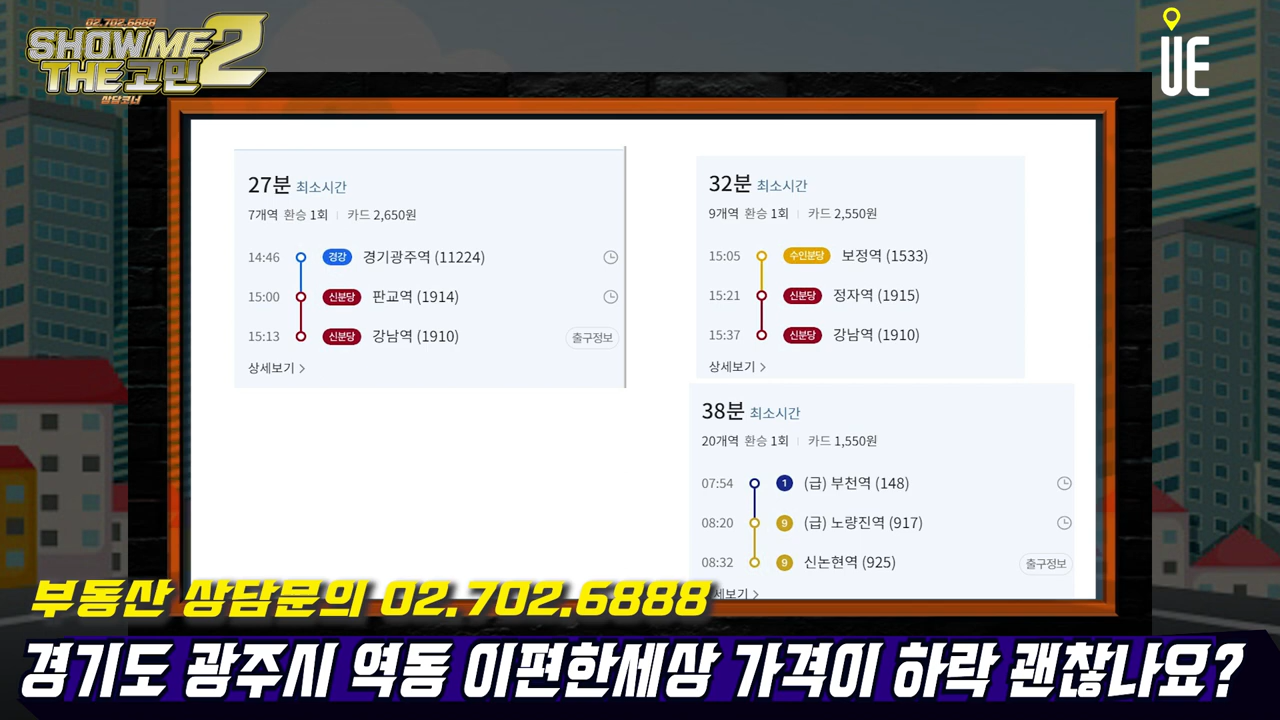 02.702.6888
SHOW ME
THE고민2
상담코너
UE
27분 최소시간
7개역 환승 1회 | 카드 2,650원
14:46 경강 경기광주역 (11224)
15:00 신분당 판교역 (1914)
15:13 신분당 강남역 (1910) 출구정보
상세보기 >
32분 최소시간
9개역 환승 1회 | 카드 2,550원
15:05 수인분당 보정역 (1533)
15:21 신분당 정자역 (1915)
15:37 신분당 강남역 (1910)
상세보기 >
38분 최소시간
20개역 환승 1회 | 카드 1,550원
07:54 1 (급) 부천역 (148)
08:20 9 (급) 노량진역 (917)
08:32 9 신논현역 (925) 출구정보
세보기 >
부동산 상담문의 02.702.6888
경기도 광주시 역동 이편한세상 가격이 하락 괜찮나요?